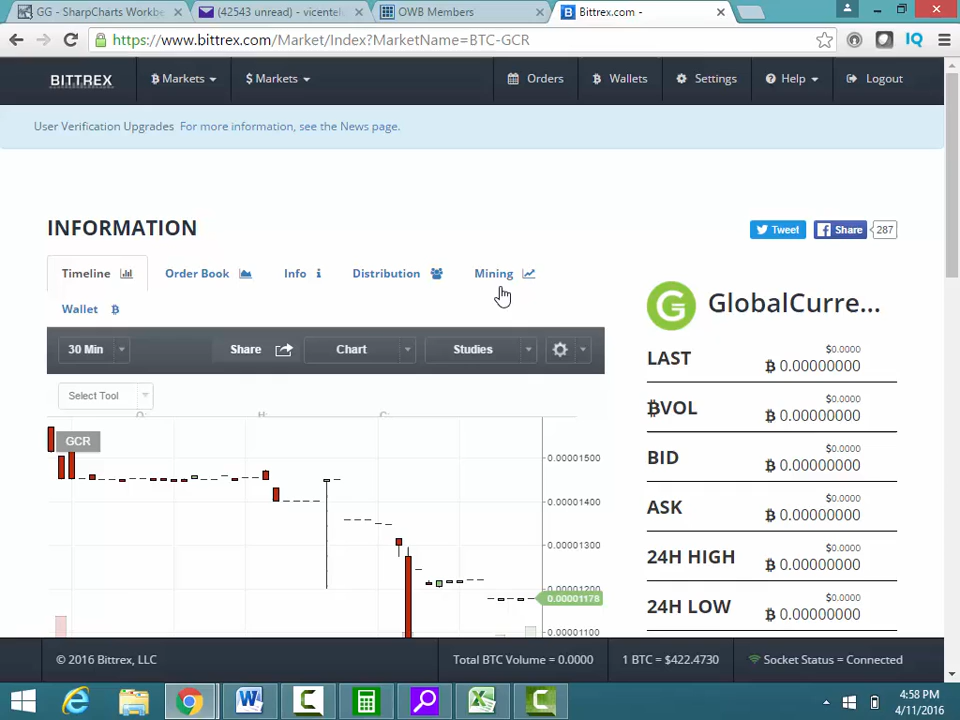 GG - SharpCharts Workbe
(42543 unread) - vicentel
OWB Members
Bittrex.com -
https://www.bittrex.com/Market/Index?MarketName=BTC-GCR
IQ
BITTREX
Markets
$ Markets
Orders
Wallets
Settings
Help
Logout
User Verification Upgrades For more information, see the News page.
INFORMATION
Tweet
Share
287
Timeline
Order Book
Info
Distribution
Mining
Wallet
GlobalCurre...
30 Min
Share
Chart
Studies
Select Tool
O:
H:
C:
GCR
0.00001500
0.00001400
0.00001300
0.00001200
0.00001178
0.00001100
LAST
$0.0000
0.00000000
VOL
$0.0000
0.00000000
BID
$0.0000
0.00000000
ASK
$0.0000
0.00000000
24H HIGH
$0.0000
0.00000000
24H LOW
$0.0000
0.00000000
© 2016 Bittrex, LLC
Total BTC Volume = 0.0000
1 BTC = $422.4730
Socket Status = Connected
4:58 PM
4/11/2016